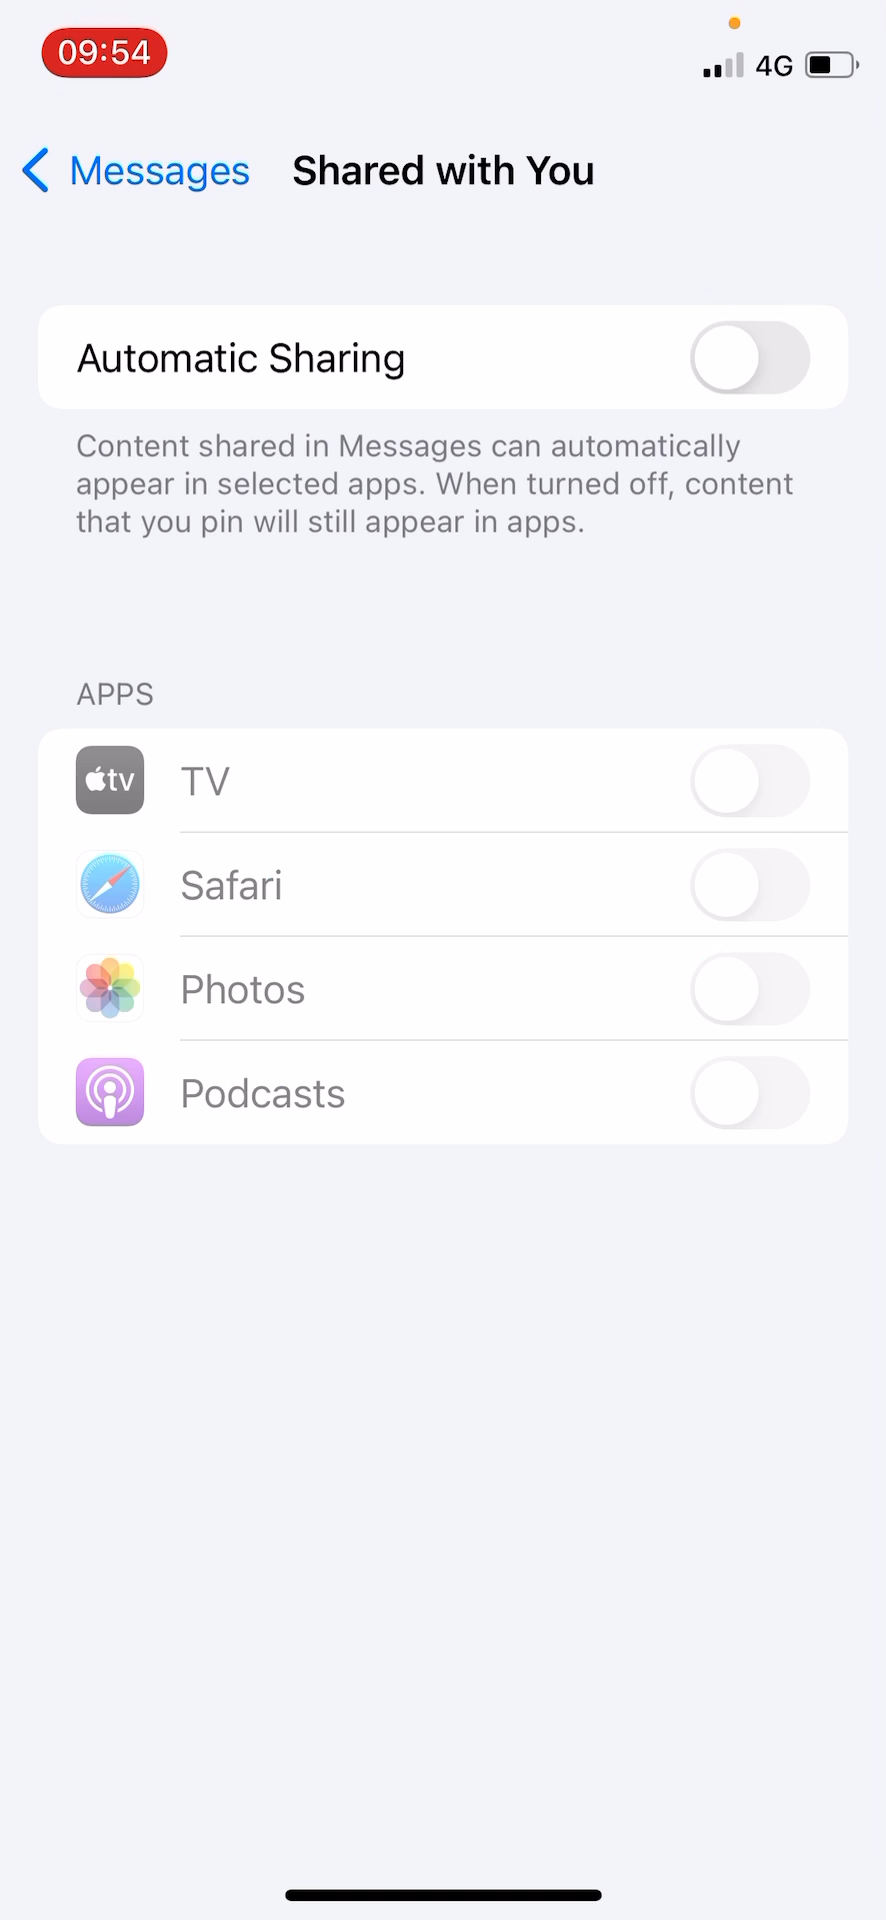 09:54
4G
Messages
Shared with You
Automatic Sharing
Content shared in Messages can automatically
appear in selected apps. When turned off, content
that you pin will still appear in apps.
APPS
tv
TV
Safari
Photos
Podcasts